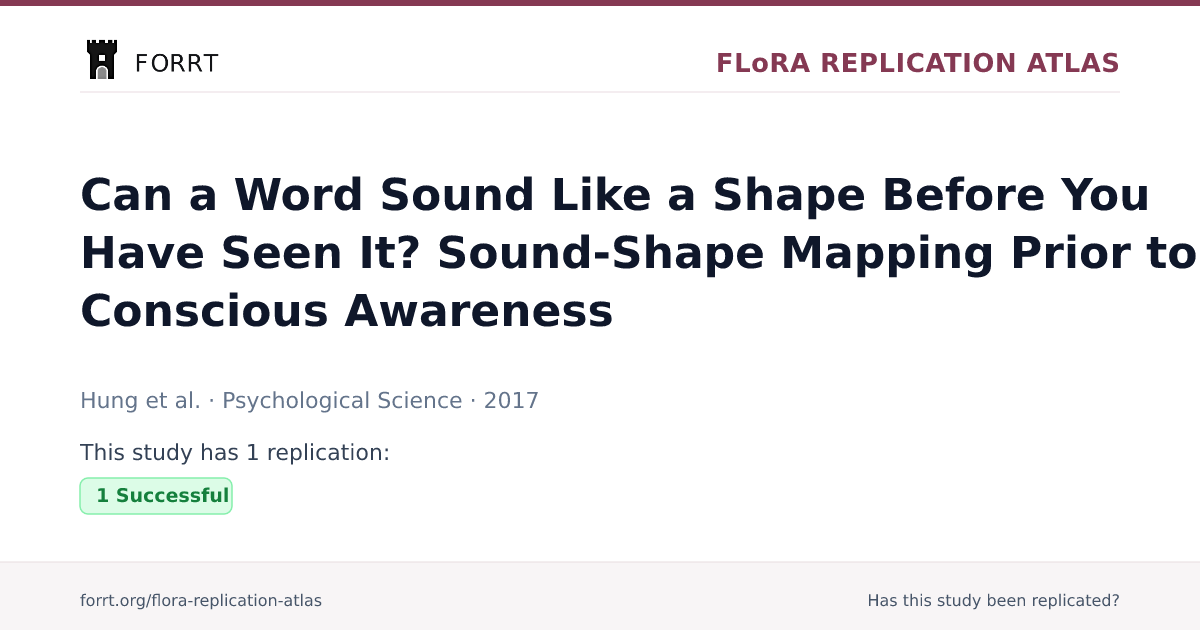 FORRT
FLoRA REPLICATION ATLAS
Can a Word Sound Like a Shape Before You
Have Seen It? Sound-Shape Mapping Prior to
Conscious Awareness
Hung et al. · Psychological Science · 2017
This study has 1 replication:
1 Successful
forrt.org/flora-replication-atlas
Has this study been replicated?